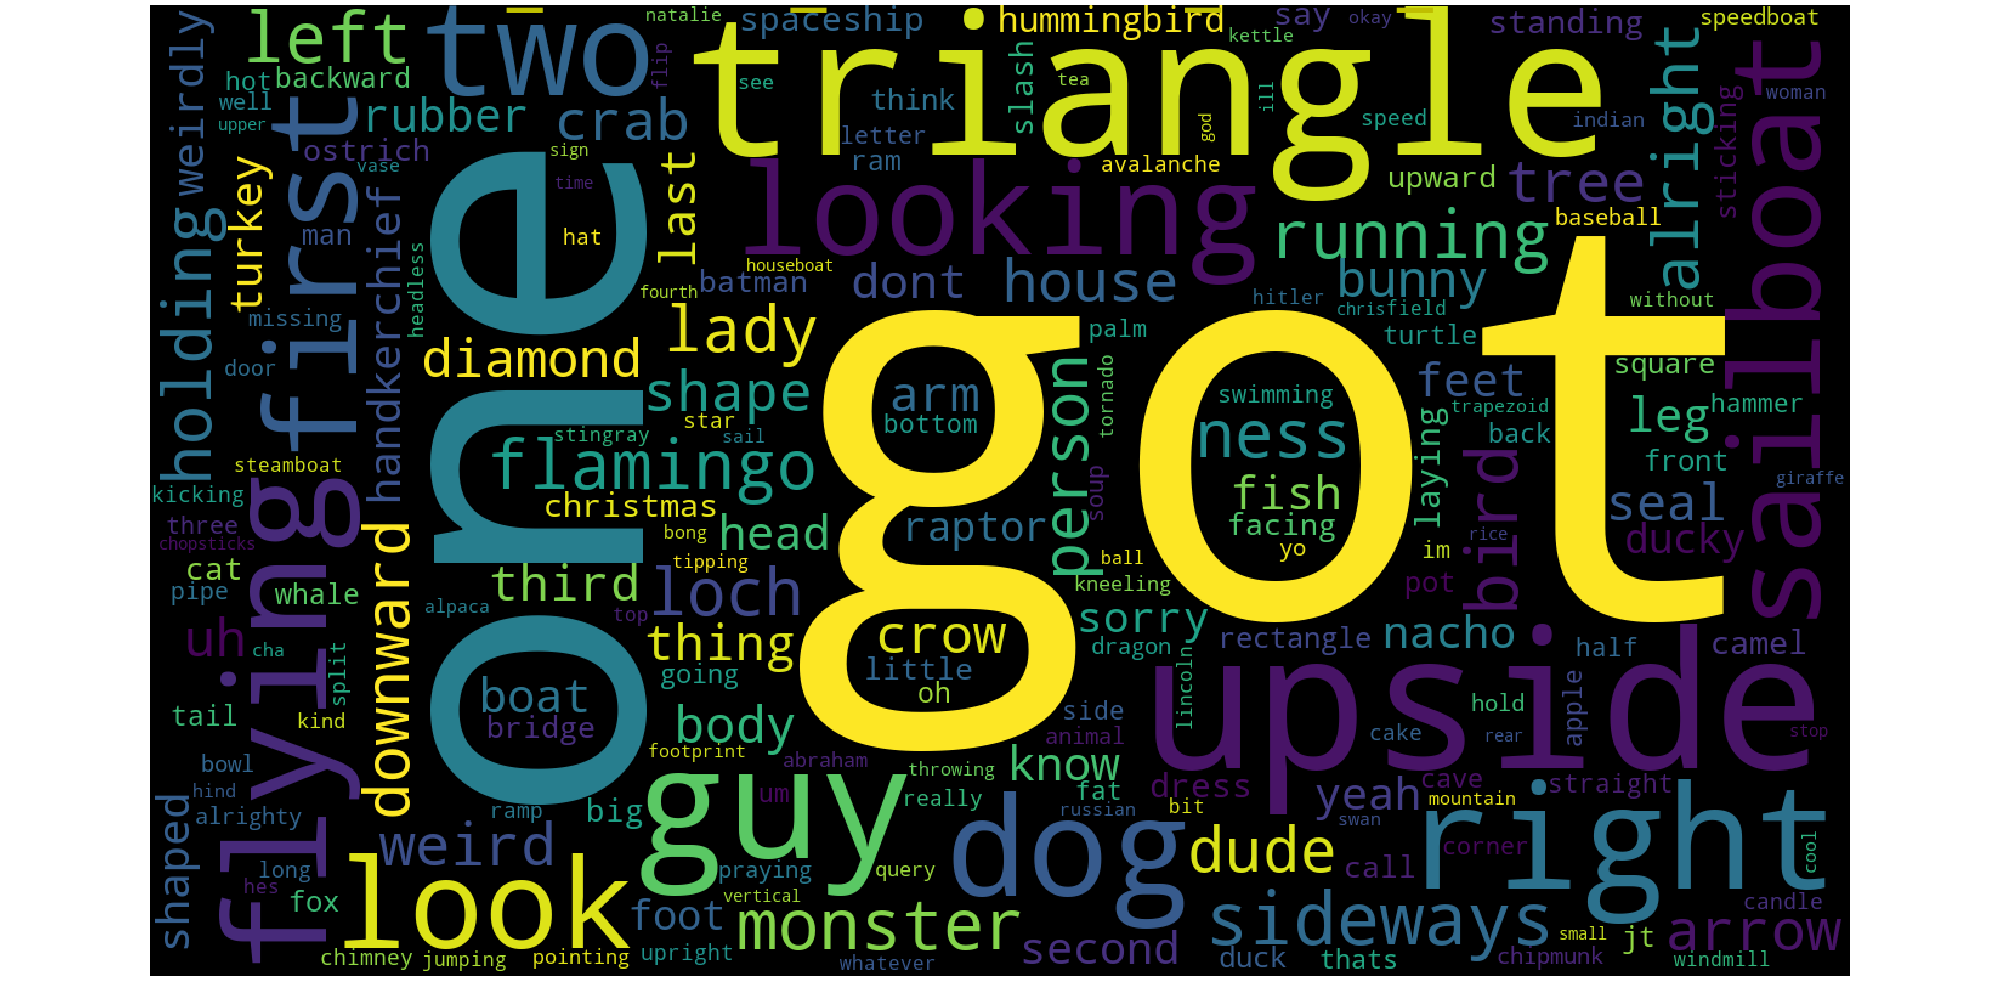 natalie
spaceship
hummingbird
say
okay
standing
speedboat
left
two
triangle
kettle
flip
weirdly
hot
backward
see
tea
slash
ill
sailboat
alright
sticking
woman
well
rubber
crab
think
speed
indian
upper
first
letter
god
ostrich
sign
ram
avalanche
vase
last
looking
upward
tree
turkey
handkerchief
time
holding
man
hat
one
running
baseball
headless
houseboat
fourth
batman
dont
house
bunny
hitler
chrisfield
without
missing
lady
palm
turtle
door
diamond
got
square
shape
arm
person
tornado
swimming
feet
trapezoid
hammer
star
bottom
leg
stingray
sail
ness
laying
back
steamboat
flamingo
front
giraffe
kicking
christmas
soup
fish
bird
seal
three
head
raptor
facing
rice
ducky
chopsticks
bong
yo
im
cat
tipping
ball
pipe
whale
third
loch
kneeling
pot
flying
downward
alpaca
top
sorry
uh
cha
split
thing
crow
dragon
rectangle
nacho
half
camel
going
little
lincoln
upside
boat
oh
tail
kind
bridge
body
side
hold
apple
footprint
animal
cake
rear
stop
bowl
abraham
throwing
know
hind
guy
um
really
fat
dress
cave
straight
shaped
alrighty
ramp
big
russian
bit
yeah
mountain
swan
right
weird
dog
dude
corner
cool
long
praying
query
call
hes
look
vertical
fox
foot
monster
sideways
candle
second
small
jt
arrow
chimney
jumping
pointing
upright
whatever
duck
thats
chipmunk
windmill